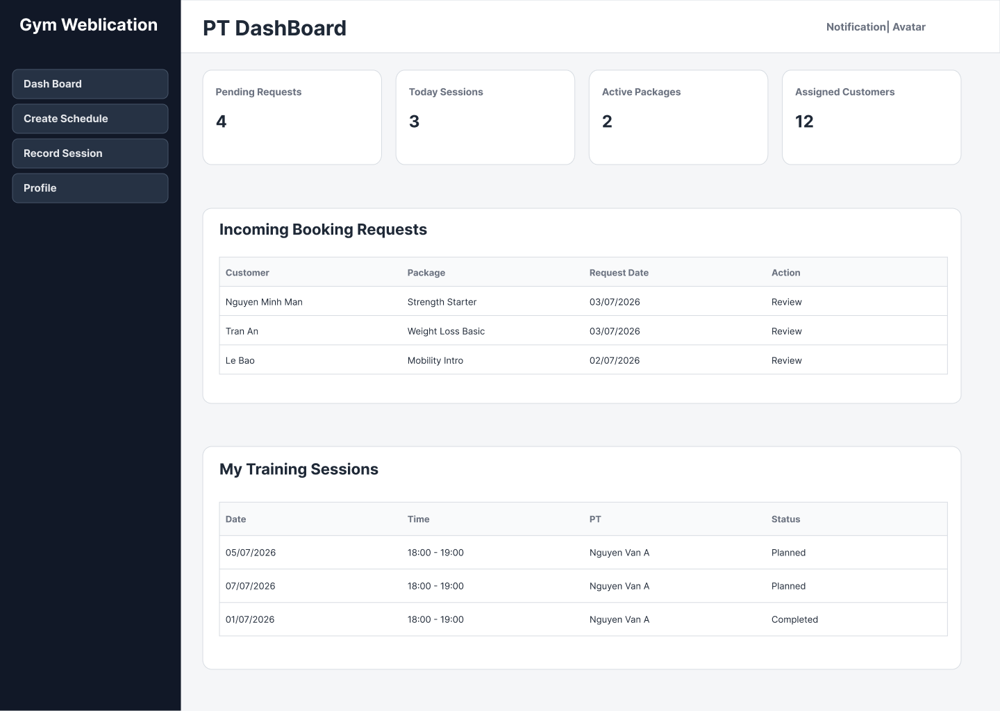 Gym Weblication
Dash Board
Create Schedule
Record Session
Profile
PT DashBoard
Notification| Avatar
Pending Requests
4
Today Sessions
3
Active Packages
2
Assigned Customers
12
Incoming Booking Requests
Customer Package Request Date Action
Nguyen Minh Man Strength Starter 03/07/2026 Review
Tran An Weight Loss Basic 03/07/2026 Review
Le Bao Mobility Intro 02/07/2026 Review
My Training Sessions
Date Time PT Status
05/07/2026 18:00 - 19:00 Nguyen Van A Planned
07/07/2026 18:00 - 19:00 Nguyen Van A Planned
01/07/2026 18:00 - 19:00 Nguyen Van A Completed